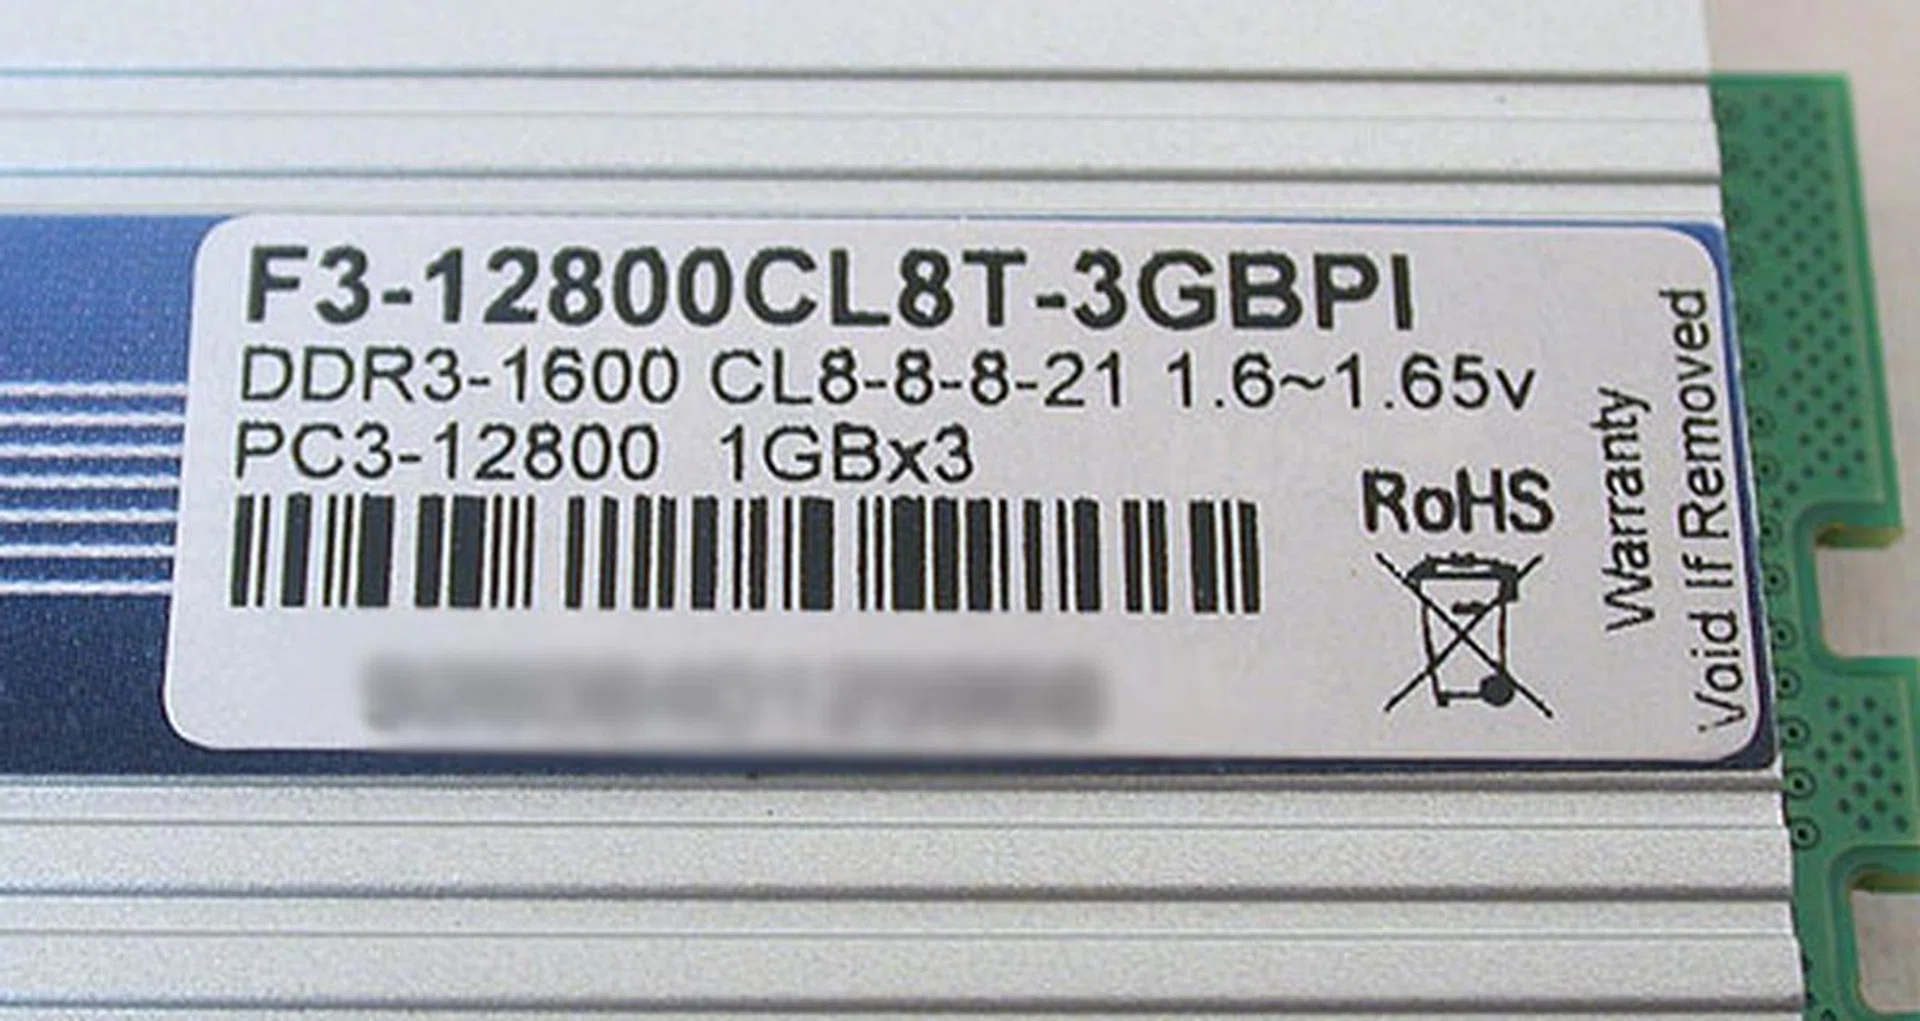 F3-12800CL8T-3GBPI
DDR3-1600 CL8-8-8-21 1.6~1.65v
PC3-12800 1GBx3
RoHS
Warranty
Void If Removed